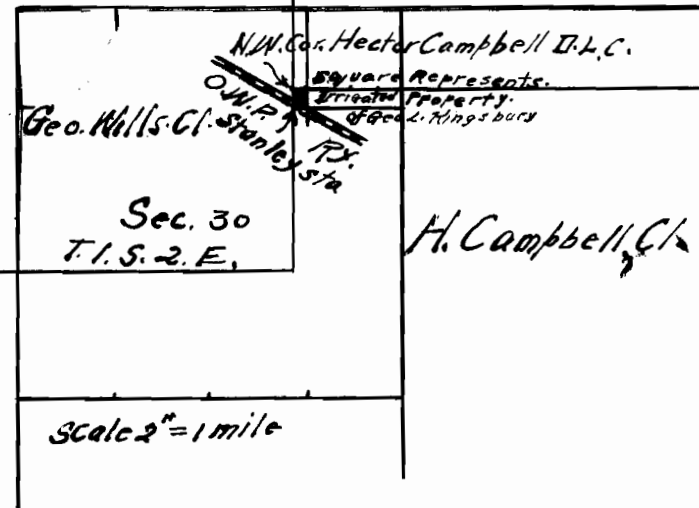 N.W. Cor. Hector Campbell D.L.C.
Square Represents.
Irrigated Property.
of Geo L. Kingsbury
Geo. Wills. Cl.
O.W.P. Ry.
Stanley sta
Sec. 30
T.1.S.2.E.
H. Campbell, Cl.
Scale 2"=1 mile